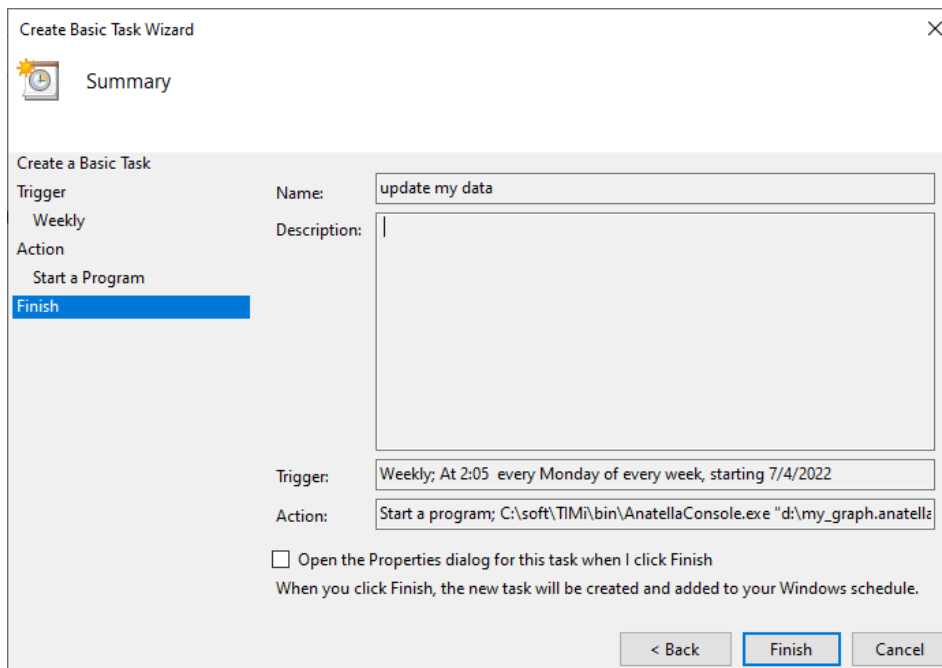 Create Basic Task Wizard
Summary
Create a Basic Task
Trigger
Weekly
Action
Start a Program
Finish
Name:
update my data
Description:
Trigger:
Weekly; At 2:05 every Monday of every week, starting 7/4/2022
Action:
Start a program; C:\soft\TIMi\bin\AnatellaConsole.exe "d:\my_graph.anatella
Open the Properties dialog for this task when I click Finish
When you click Finish, the new task will be created and added to your Windows schedule.
< Back
Finish
Cancel